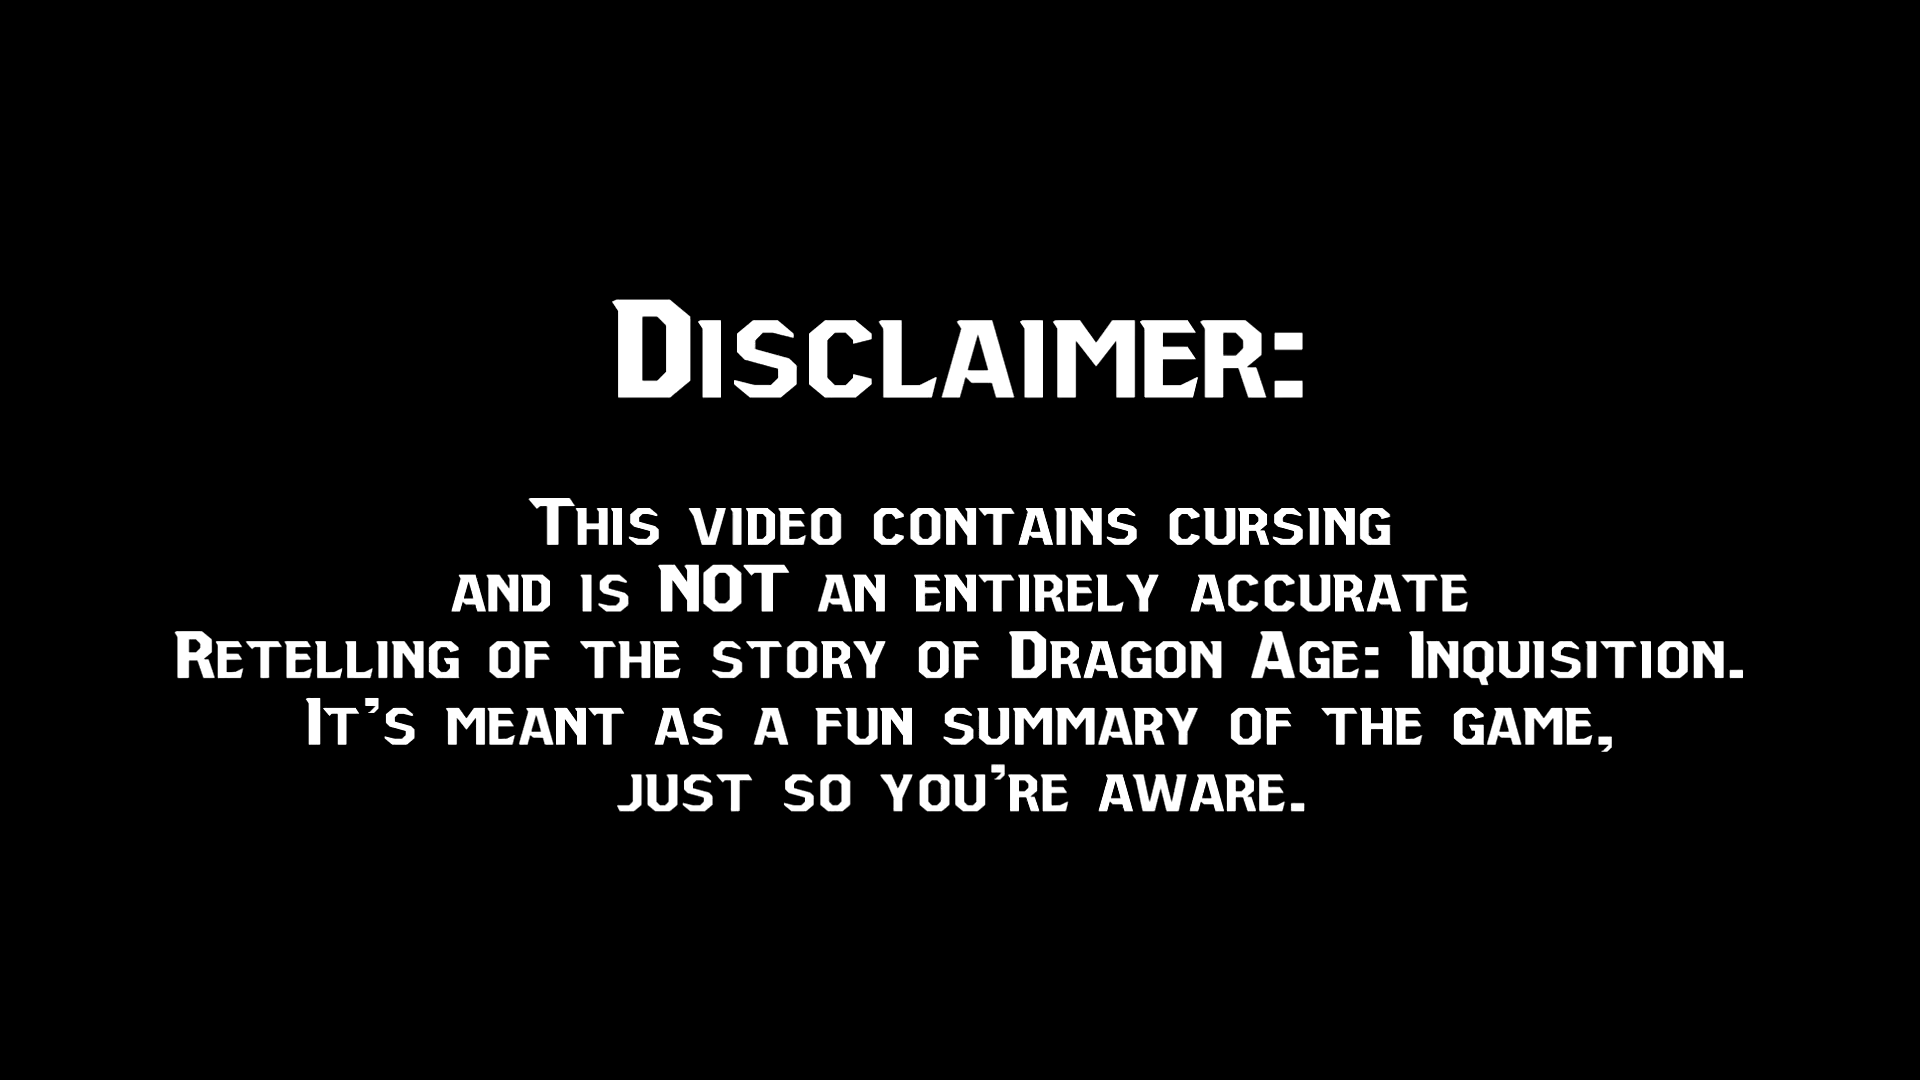 Disclaimer:
This video contains cursing
and is NOT an entirely accurate
Retelling of the story of Dragon Age: Inquisition.
It's meant as a fun summary of the game,
just so you're aware.